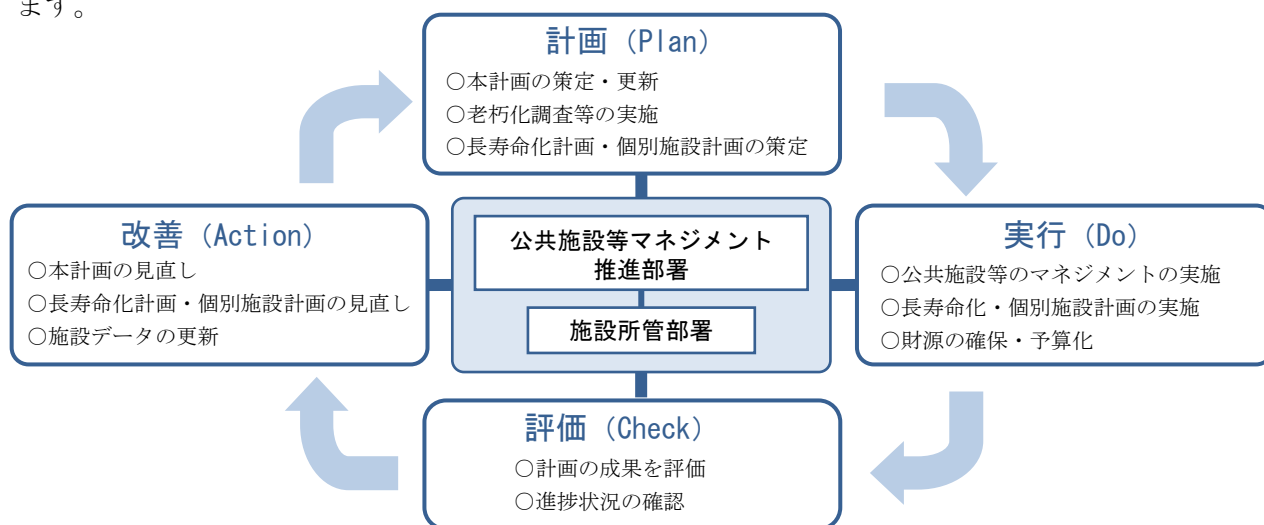 ます。
計画（Plan）
○本計画の策定・更新
○老朽化調査等の実施
○長寿命化計画・個別施設計画の策定
改善（Action）
○本計画の見直し
○長寿命化計画・個別施設計画の見直し
○施設データの更新
公共施設等マネジメント
推進部署
施設所管部署
実行（Do）
○公共施設等のマネジメントの実施
○長寿命化・個別施設計画の実施
○財源の確保・予算化
評価（Check）
○計画の成果を評価
○進捗状況の確認